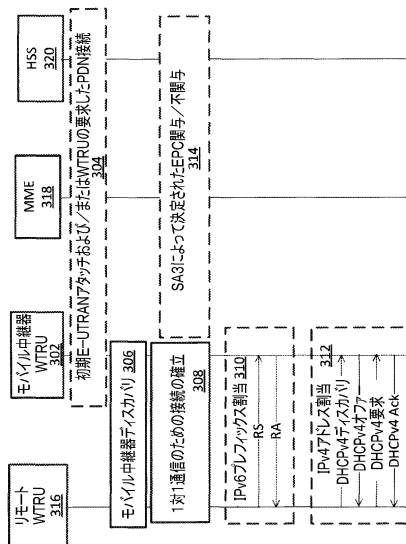 リモート
WTRU
316
モバイル中継器
WTRU
302
MME
318
HSS
320
初期E-UTRANアタッチおよび/またはWTRUの要求したPDN接続
304
モバイル中継器ディスカバリ 306
1対1通信のための接続の確立
308
SA3によって決定されたEPC関与/不関与
314
IPv6プレフィックス割当 310
RS
RA
IPv4アドレス割当 312
DHCPv4ディスカバリ
DHCPv4オファ
DHCPv4要求
DHCPv4 Ack